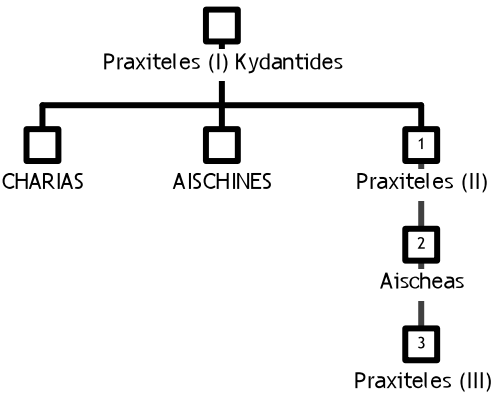 Praxiteles (I) Kydantides
1
CHARIAS AISCHINES Praxiteles (II)
2
Aischeas
3
Praxiteles (III)